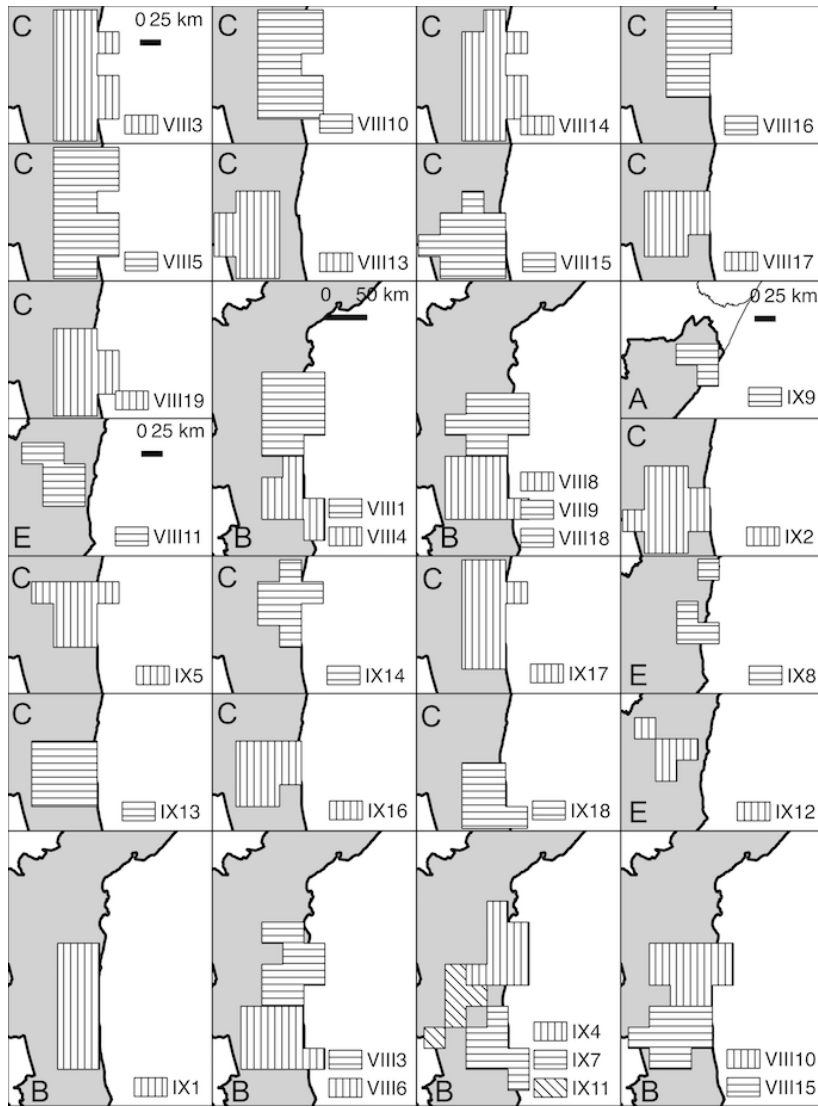 C
0 25 km
VIII3
C
VIII10
C
VIII14
C
VIII16
C
VIII5
C
VIII13
C
VIII15
C
VIII17
C
VIII19
0 50 km
B
VIII1
VIII4
B
VIII8
VIII9
VIII18
0 25 km
A
IX9
0 25 km
E
VIII11
C
IX2
C
IX5
C
IX14
C
IX17
E
IX8
C
IX13
C
IX16
C
IX18
E
IX12
B
IX1
B
VIII3
VIII6
B
IX4
IX7
IX11
B
VIII10
VIII15